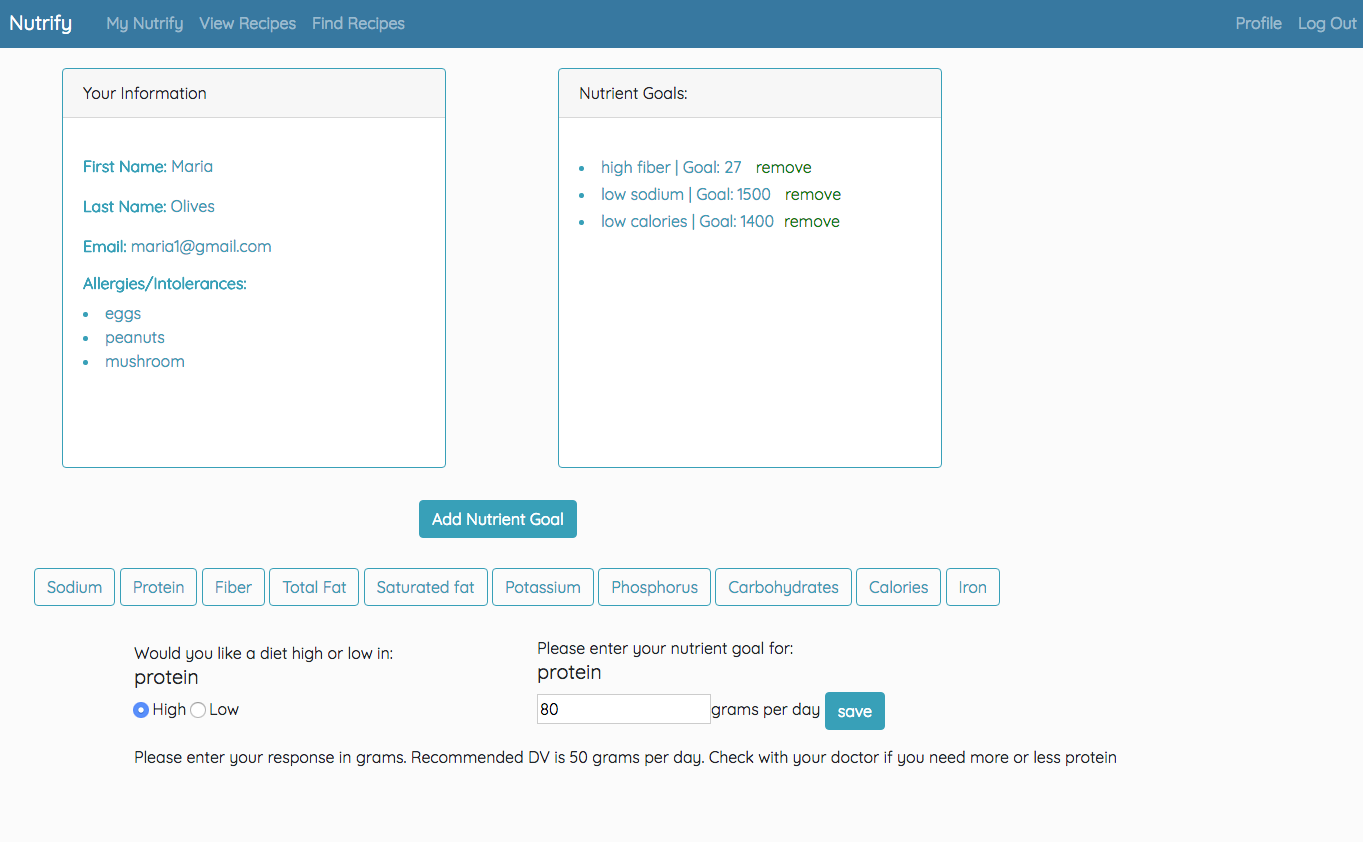 Nutrify My Nutrify View Recipes Find Recipes Profile Log Out
Your Information
First Name: Maria
Last Name: Olives
Email: maria1@gmail.com
Allergies/Intolerances:
• eggs
• peanuts
• mushroom
Nutrient Goals:
• high fiber | Goal: 27 remove
• low sodium | Goal: 1500 remove
• low calories | Goal: 1400 remove
Add Nutrient Goal
Sodium Protein Fiber Total Fat Saturated fat Potassium Phosphorus Carbohydrates Calories Iron
Would you like a diet high or low in:
protein
High Low
Please enter your nutrient goal for:
protein
80 grams per day save
Please enter your response in grams. Recommended DV is 50 grams per day. Check with your doctor if you need more or less protein